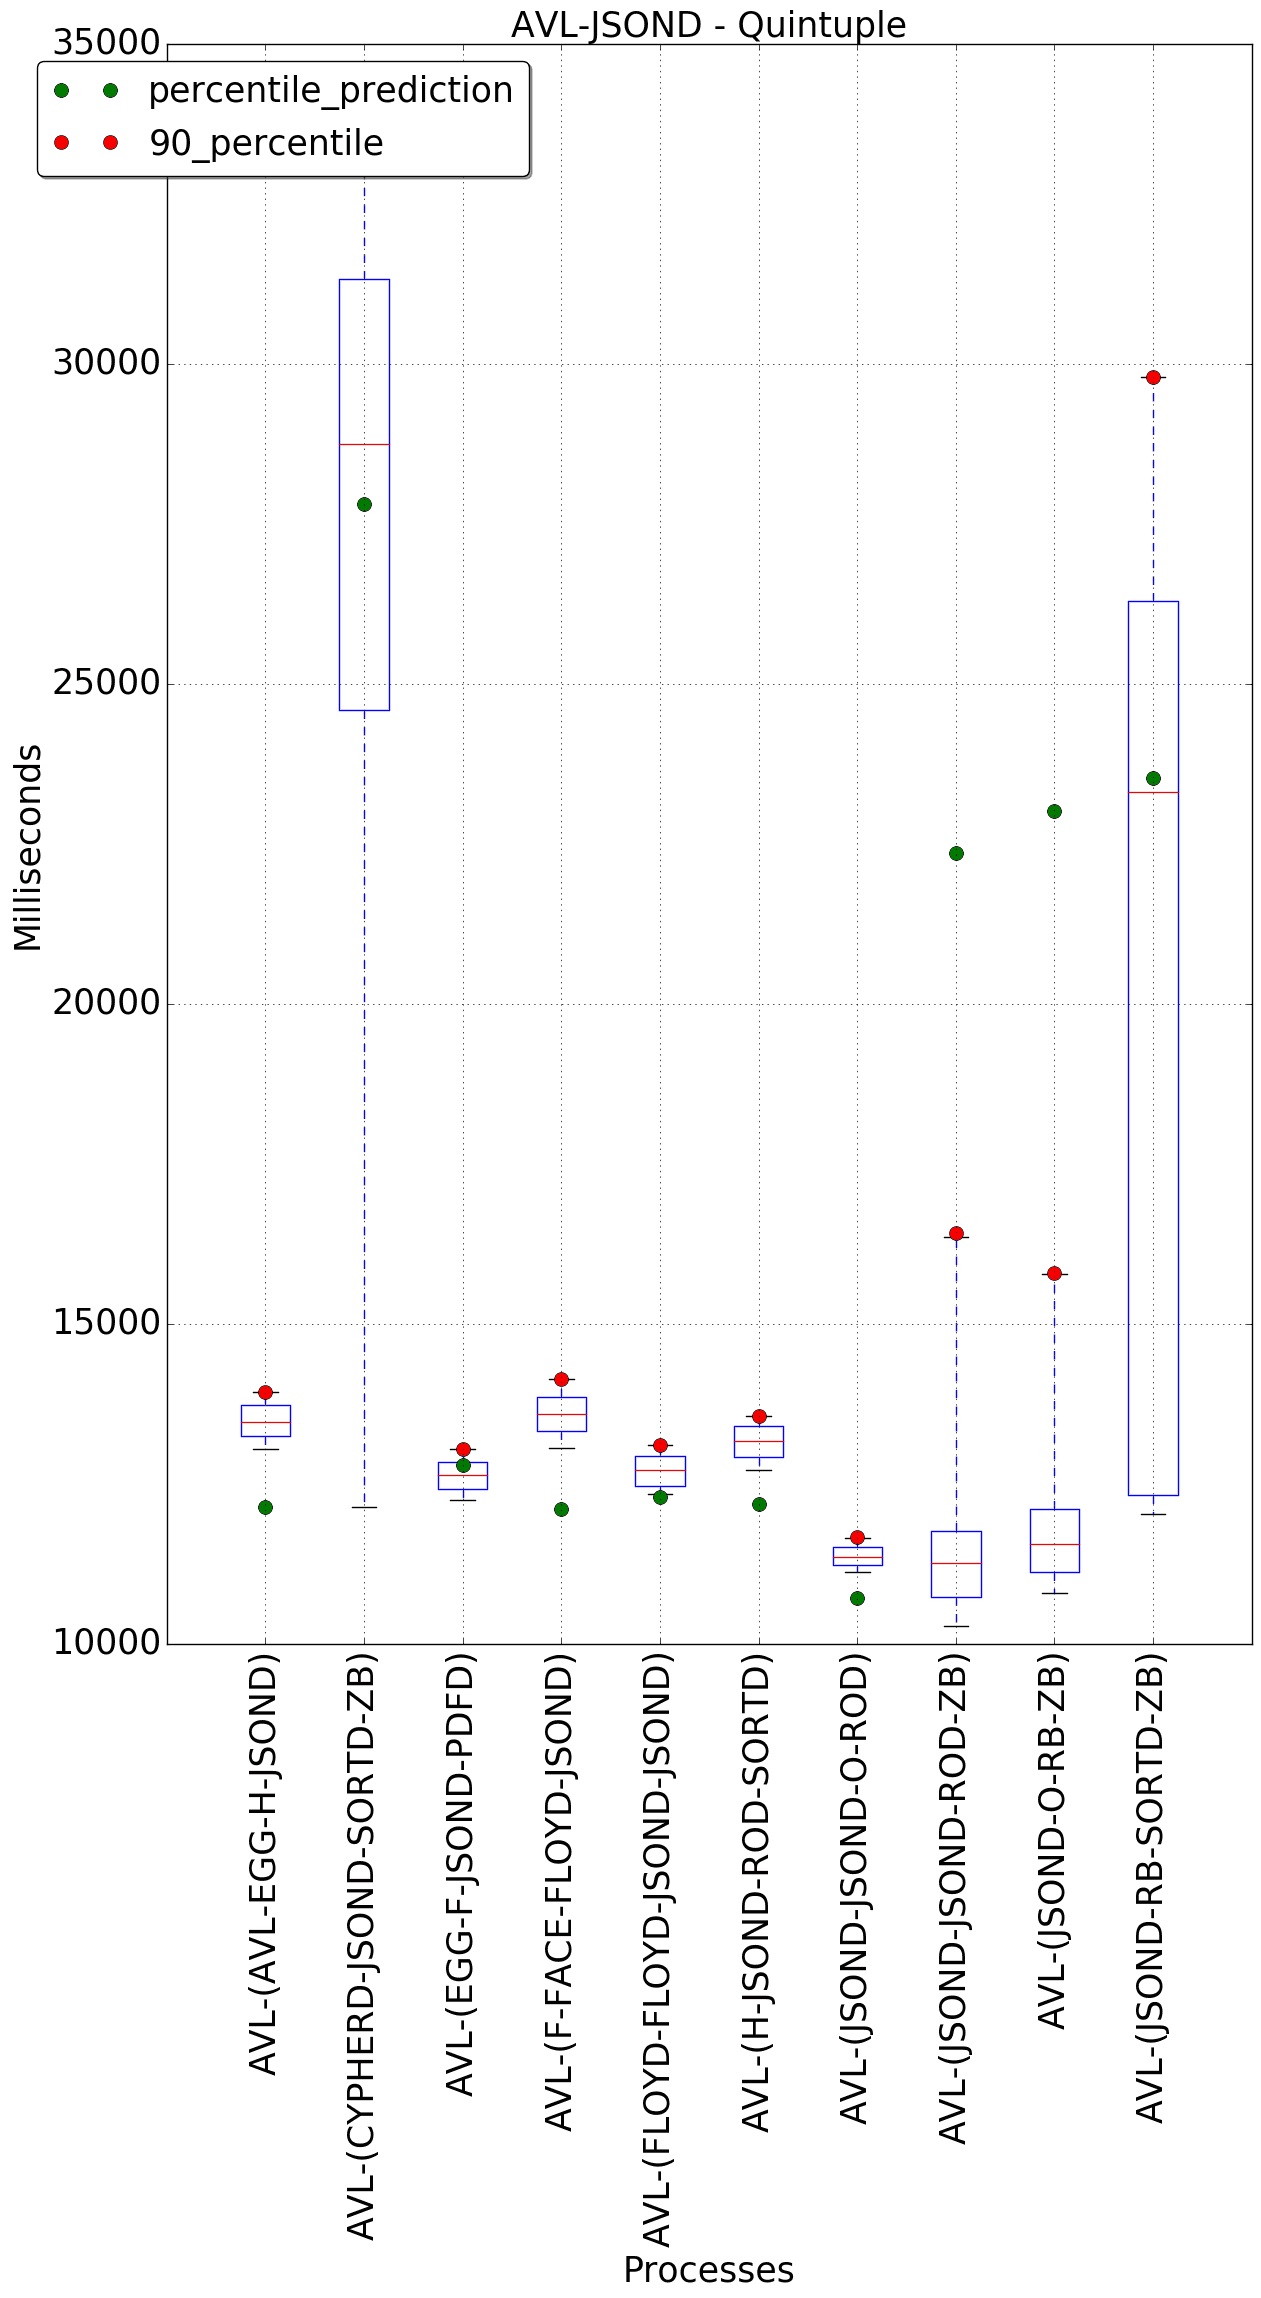 AVL-JSOND - Quintuple
percentile_prediction
90_percentile
35000
30000
25000
20000
15000
10000
Milliseconds
AVL-(AVL-EGG-H-JSOND)
AVL-(CYPHERD-JSOND-SORTD-ZB)
AVL-(EGG-F-JSOND-PDFD)
AVL-(F-FACE-FLOYD-JSOND)
AVL-(FLOYD-FLOYD-JSOND-JSOND)
AVL-(H-JSOND-ROD-SORTD)
AVL-(JSOND-JSOND-O-ROD)
AVL-(JSOND-JSOND-ROD-ZB)
AVL-(JSOND-O-RB-ZB)
AVL-(JSOND-RB-SORTD-ZB)
Processes